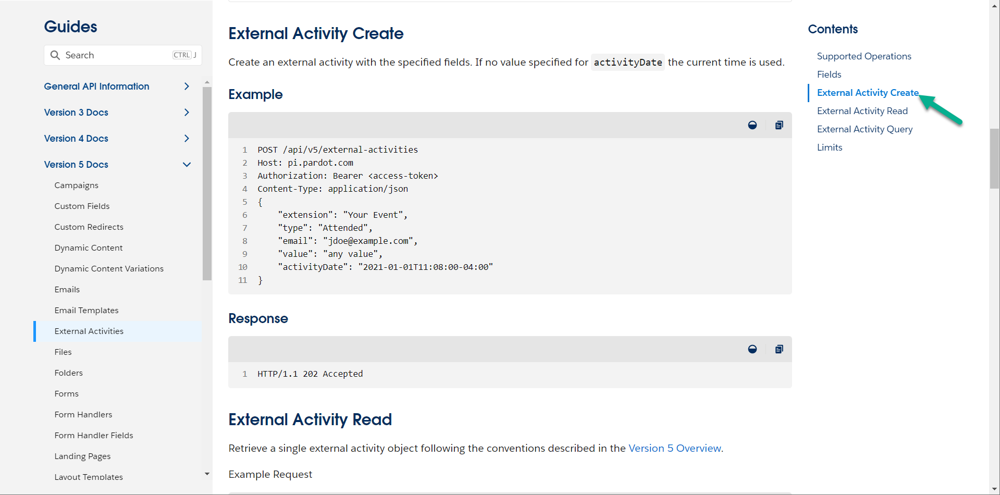 Guides
Search CTRL J
General API Information
Version 3 Docs
Version 4 Docs
Version 5 Docs
Campaigns
Custom Fields
Custom Redirects
Dynamic Content
Dynamic Content Variations
Emails
Email Templates
External Activities
Files
Folders
Forms
Form Handlers
Form Handler Fields
Landing Pages
Layout Templates
External Activity Create
Create an external activity with the specified fields. If no value specified for activityDate the current time is used.
Example
1 POST /api/v5/external-activities
2 Host: pi.pardot.com
3 Authorization: Bearer <access-token>
4 Content-Type: application/json
5 {
6 "extension": "Your Event",
7 "type": "Attended",
8 "email": "jdoe@example.com",
9 "value": "any value",
10 "activityDate": "2021-01-01T11:08:00-04:00"
11 }
Response
1 HTTP/1.1 202 Accepted
External Activity Read
Retrieve a single external activity object following the conventions described in the Version 5 Overview.
Example Request
Contents
Supported Operations
Fields
External Activity Create
External Activity Read
External Activity Query
Limits